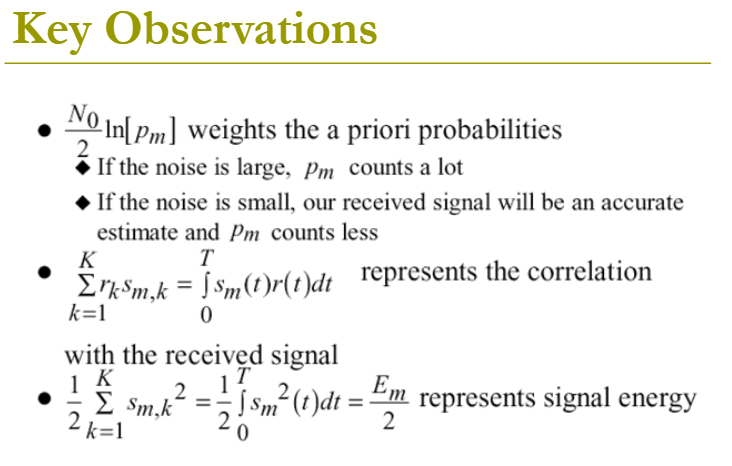 Key Observations
● N₀/2 ln[pₘ] weights the a priori probabilities
◆ If the noise is large, pₘ counts a lot
◆ If the noise is small, our received signal will be an accurate
estimate and pₘ counts less
● K Σ k=1 rₖsₘ,ₖ = T ∫ 0 sₘ(t)r(t)dt represents the correlation
with the received signal
● 1/2 K Σ k=1 sₘ,ₖ² = 1/2 T ∫ 0 sₘ²(t)dt = Eₘ/2 represents signal energy